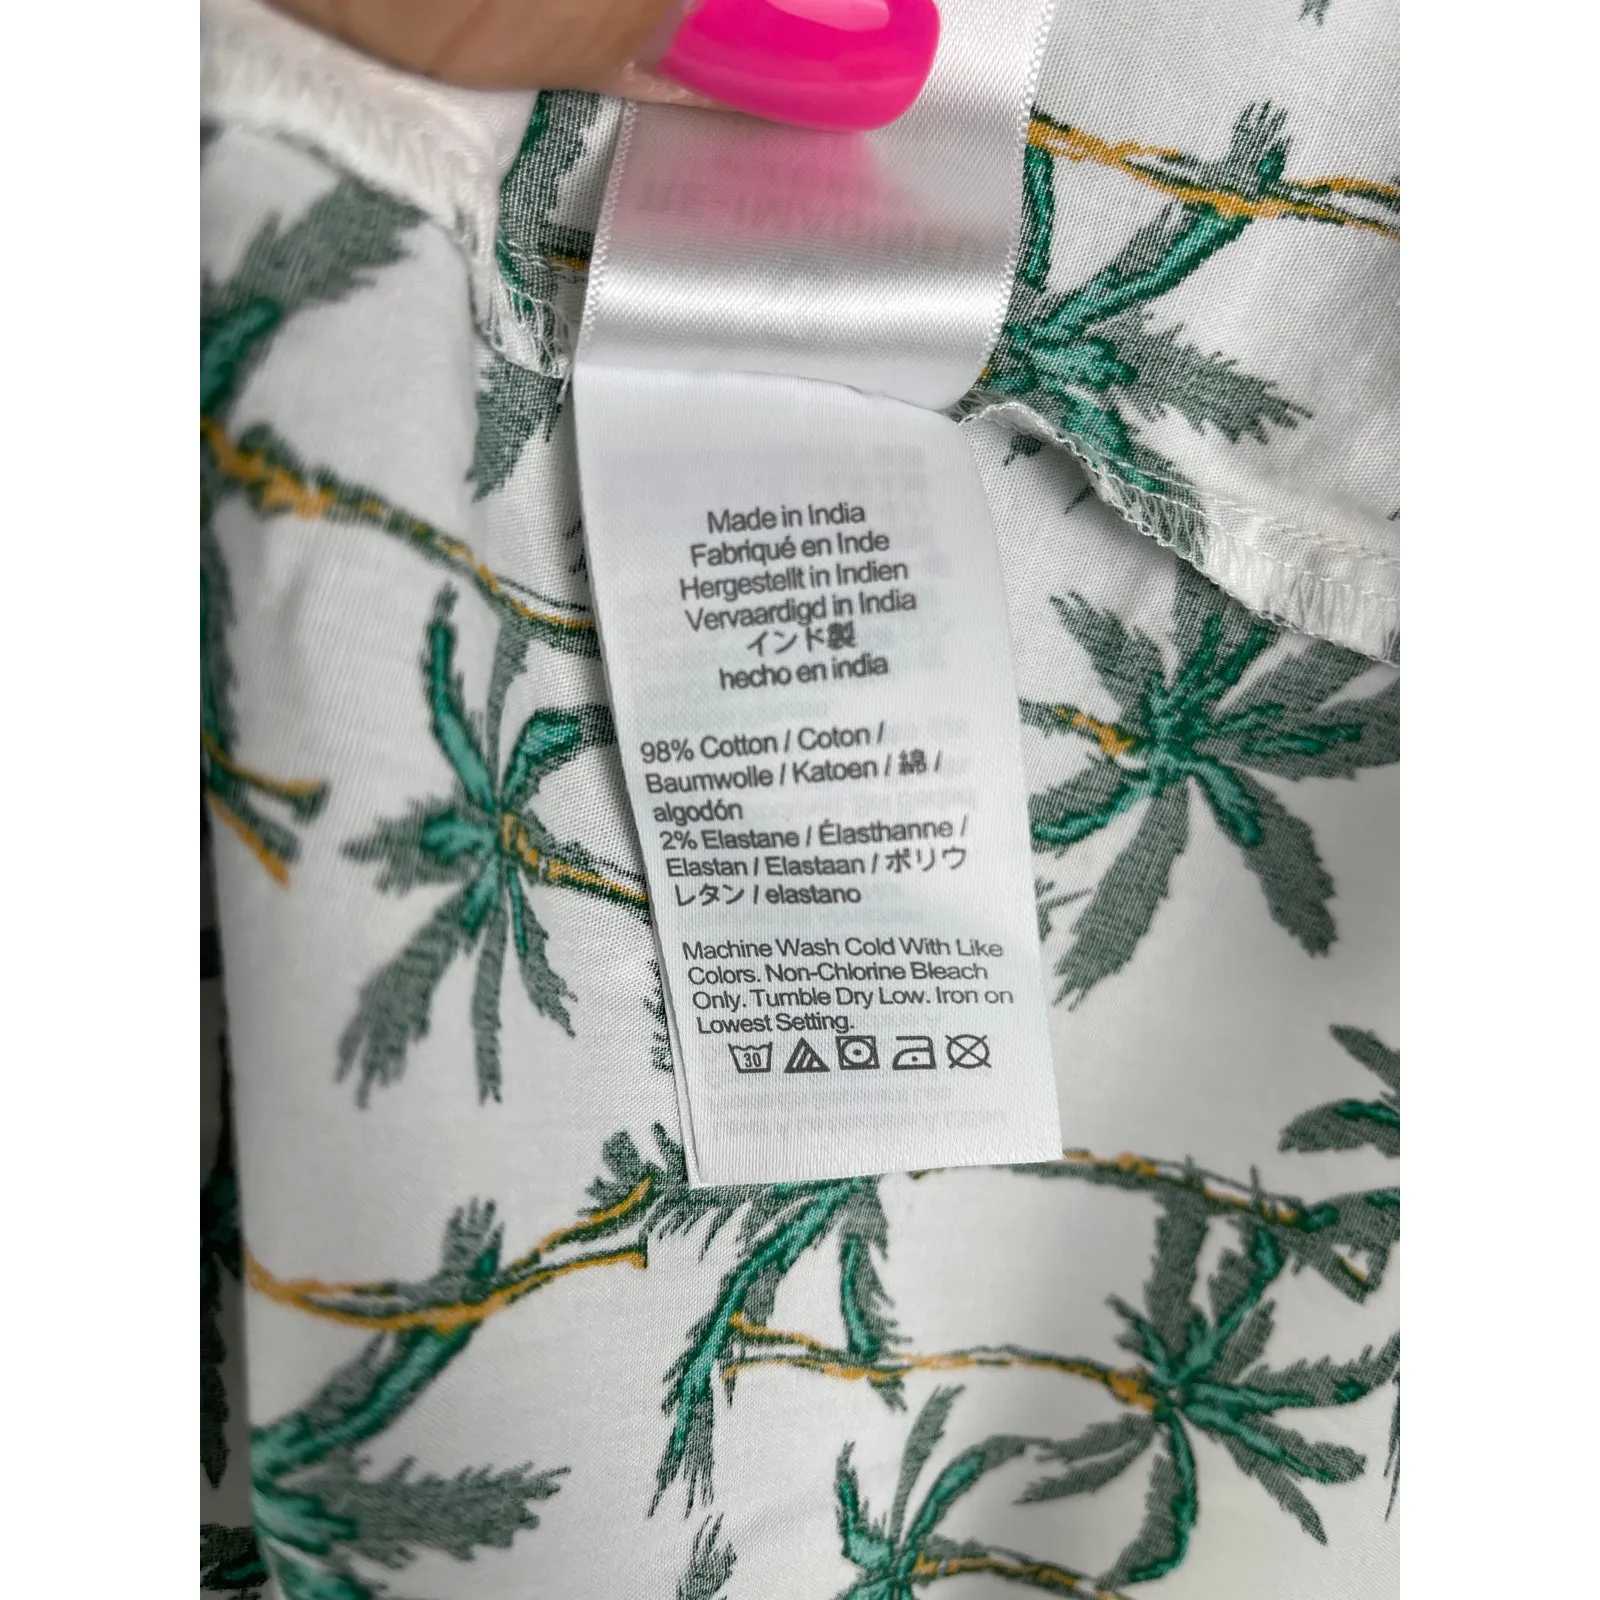 Made in India
Fabriqué en Inde
Hergestellt in Indien
Vervaardigd in India
インド製
hecho en india
98% Cotton / Coton /
Baumwolle / Katoen / 綿 /
algodón
2% Elastane / Élasthanne /
Elastan / Elastaan / ポリウ
レタン / elastano
Machine Wash Cold With Like
Colors. Non-Chlorine Bleach
Only. Tumble Dry Low. Iron on
Lowest Setting.
30